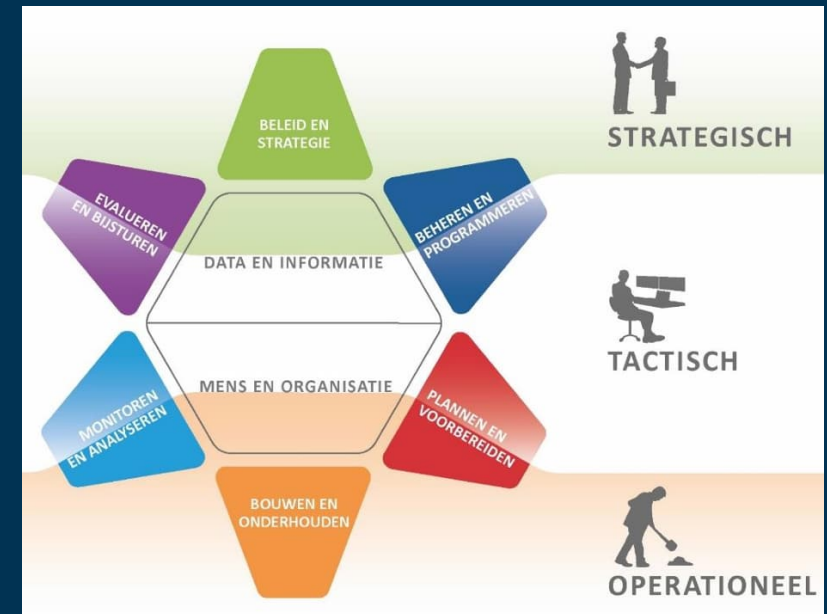 BELEID EN
STRATEGIE
STRATEGISCH
EVALUEREN
EN BIJSTUREN
BEHEREN EN
PROGRAMMEREN
DATA EN INFORMATIE
TACTISCH
MENS EN ORGANISATIE
MONITOREN
EN ANALYSEREN
PLANNEN EN
VOORBEREIDEN
BOUWEN EN
ONDERHOUDEN
OPERATIONEEL